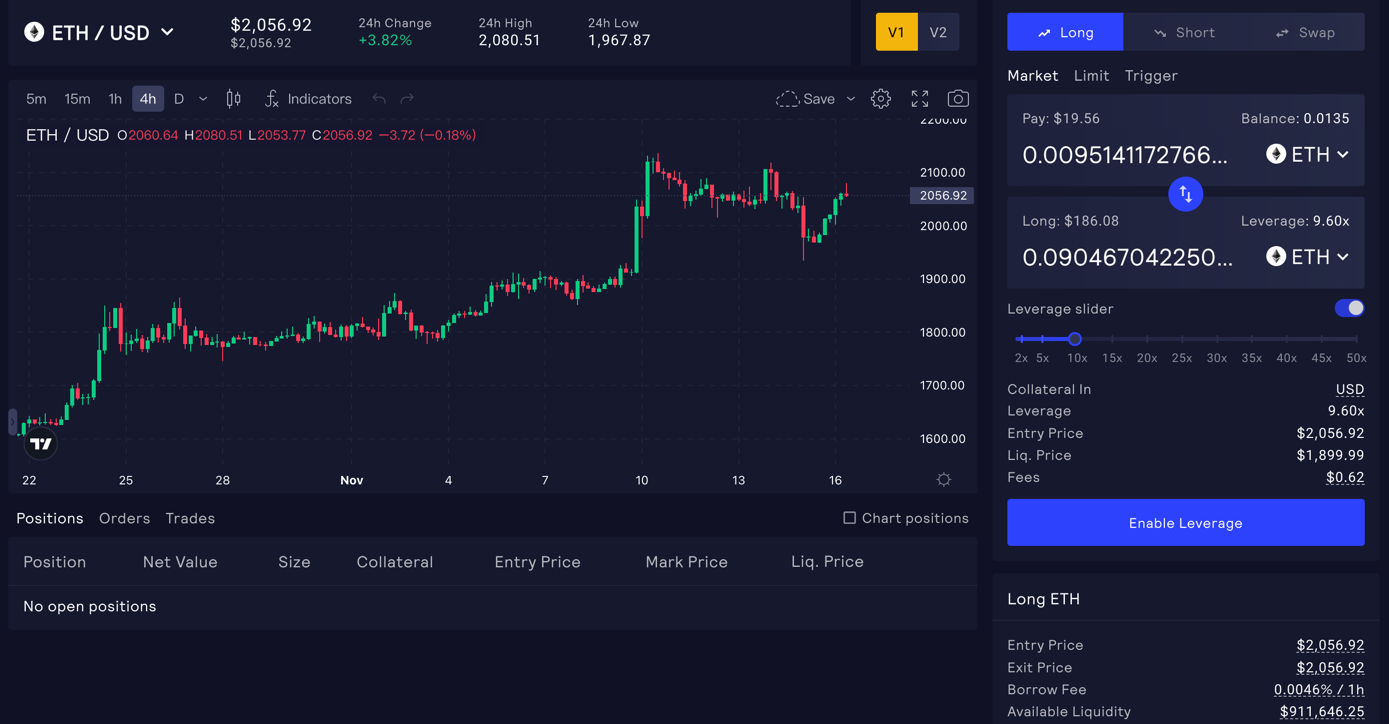 ETH / USD
$2,056.92
$2,056.92
24h Change
+3.82%
24h High
2,080.51
24h Low
1,967.87
V1 V2
5m 15m 1h 4h D Indicators Save
ETH / USD O2060.64 H2080.51 L2053.77 C2056.92 −3.72 (−0.18%)
2200.00
2100.00
2056.92
2000.00
1900.00
1800.00
1700.00
1600.00
22 25 28 Nov 4 7 10 13 16
Positions Orders Trades Chart positions
Position Net Value Size Collateral Entry Price Mark Price Liq. Price
No open positions
Long Short Swap
Market Limit Trigger
Pay: $19.56 Balance: 0.0135
0.0095141172766... ETH
Long: $186.08 Leverage: 9.60x
0.090467042250... ETH
Leverage slider
2x 5x 10x 15x 20x 25x 30x 35x 40x 45x 50x
Collateral In USD
Leverage 9.60x
Entry Price $2,056.92
Liq. Price $1,899.99
Fees $0.62
Enable Leverage
Long ETH
Entry Price $2,056.92
Exit Price $2,056.92
Borrow Fee 0.0046% / 1h
Available Liquidity $911,646.25